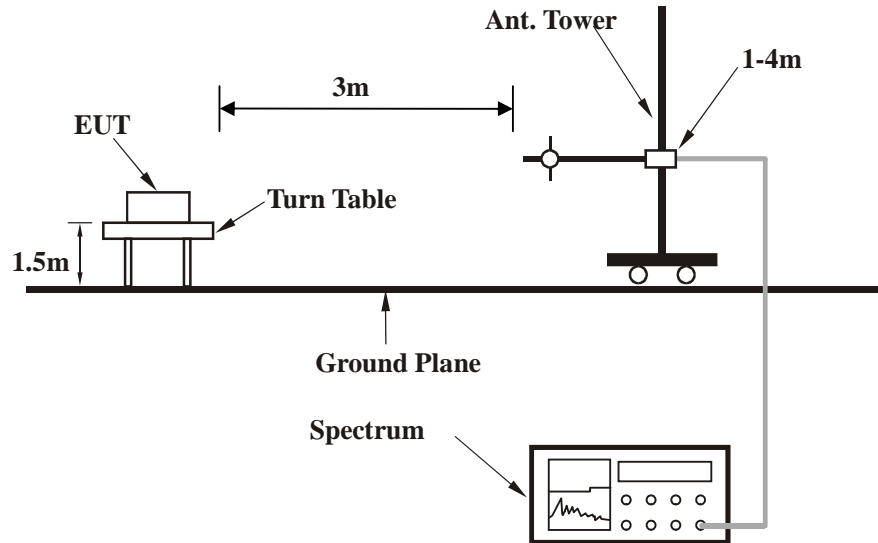 Ant. Tower
1-4m
3m
EUT
Turn Table
1.5m
Ground Plane
Spectrum